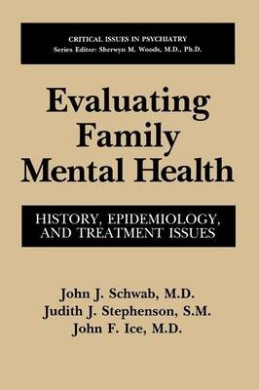 CRITICAL ISSUES IN PSYCHIATRY
Series Editor: Sherwyn M. Woods, M.D., Ph.D.
Evaluating
Family
Mental Health
HISTORY, EPIDEMIOLOGY,
AND TREATMENT ISSUES
John J. Schwab, M.D.
Judith J. Stephenson, S.M.
John F. Ice, M.D.